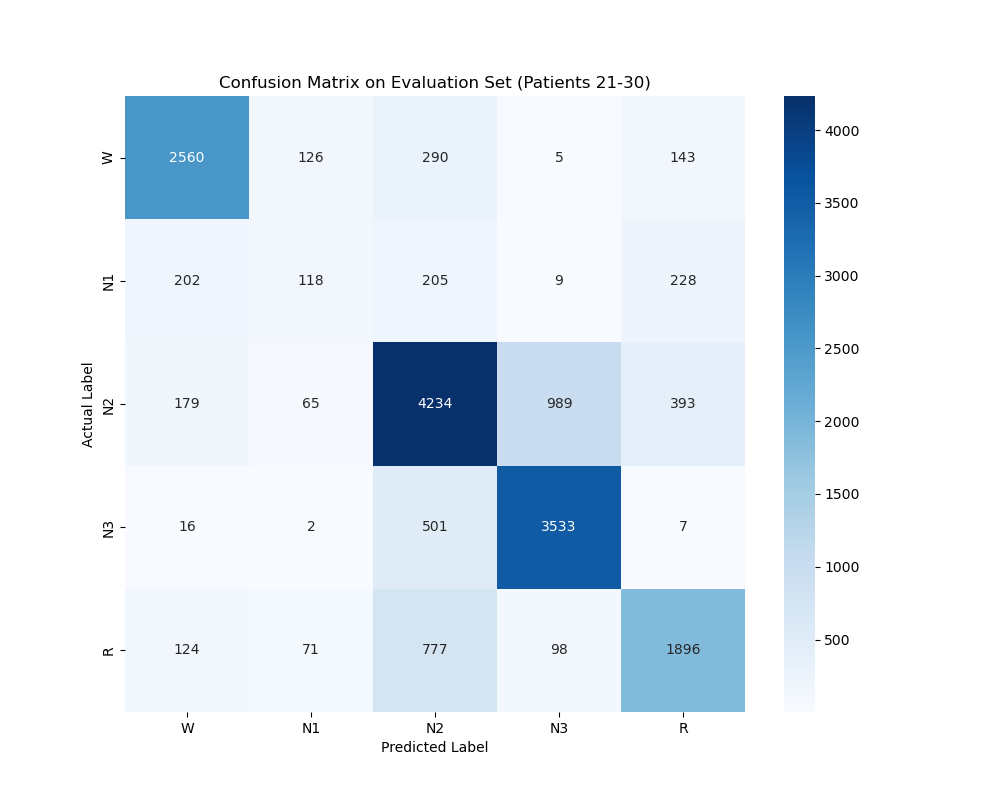 Confusion Matrix on Evaluation Set (Patients 21-30)
W 2560 126 290 5 143
N1 202 118 205 9 228
N2 179 65 4234 989 393
N3 16 2 501 3533 7
R 124 71 777 98 1896
W N1 N2 N3 R
Predicted Label
Actual Label
4000
3500
3000
2500
2000
1500
1000
500